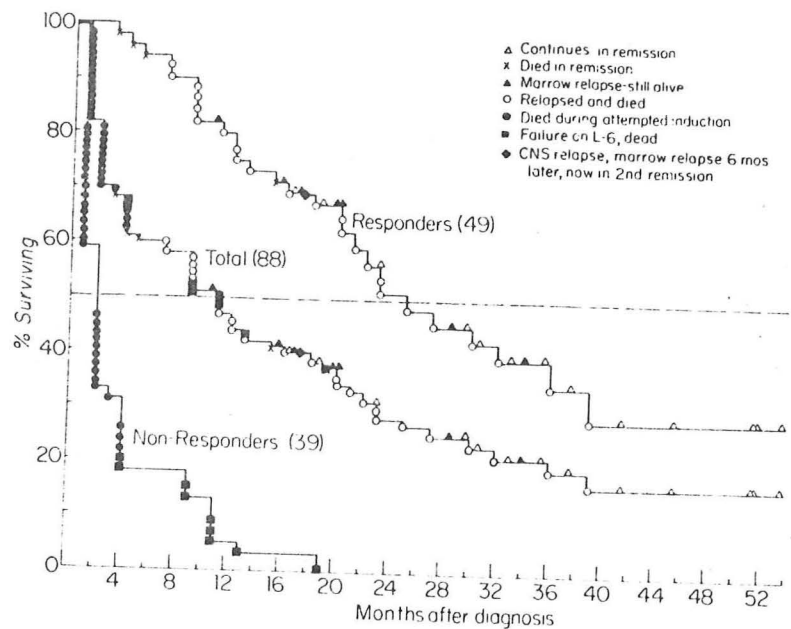 100
80
60
40
20
0
% Surviving
△ Continues in remission
x Died in remission
▲ Marrow relapse-still alive
○ Relapsed and died
● Died during attempted induction
■ Failure on L-6, dead
◆ CNS relapse, marrow relapse 6 mos
later, now in 2nd remission
Responders (49)
Total (88)
Non-Responders (39)
4 8 12 16 20 24 28 32 36 40 44 48 52
Months after diagnosis